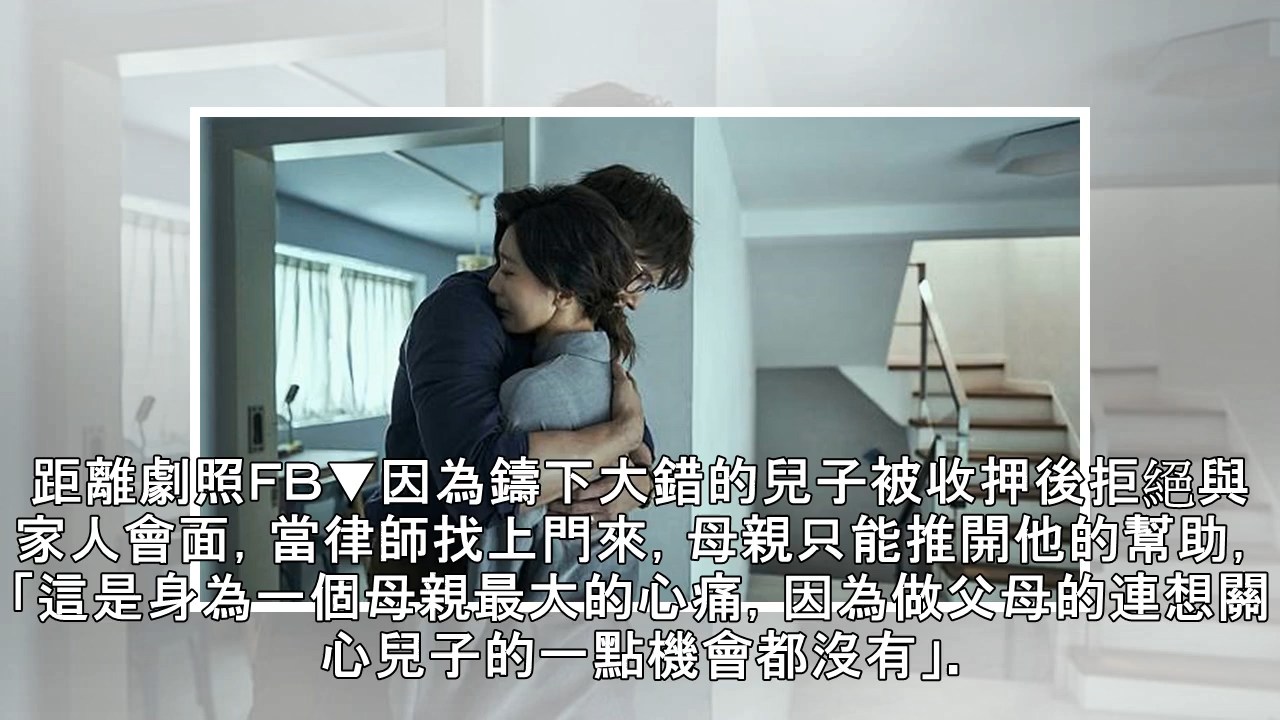 距離劇照FB▼因為鑄下大錯的兒子被收押後拒絕與
家人會面, 當律師找上門來, 母親只能推開他的幫助,
「這是身為一個母親最大的心痛, 因為做父母的連想關
心兒子的一點機會都沒有」.